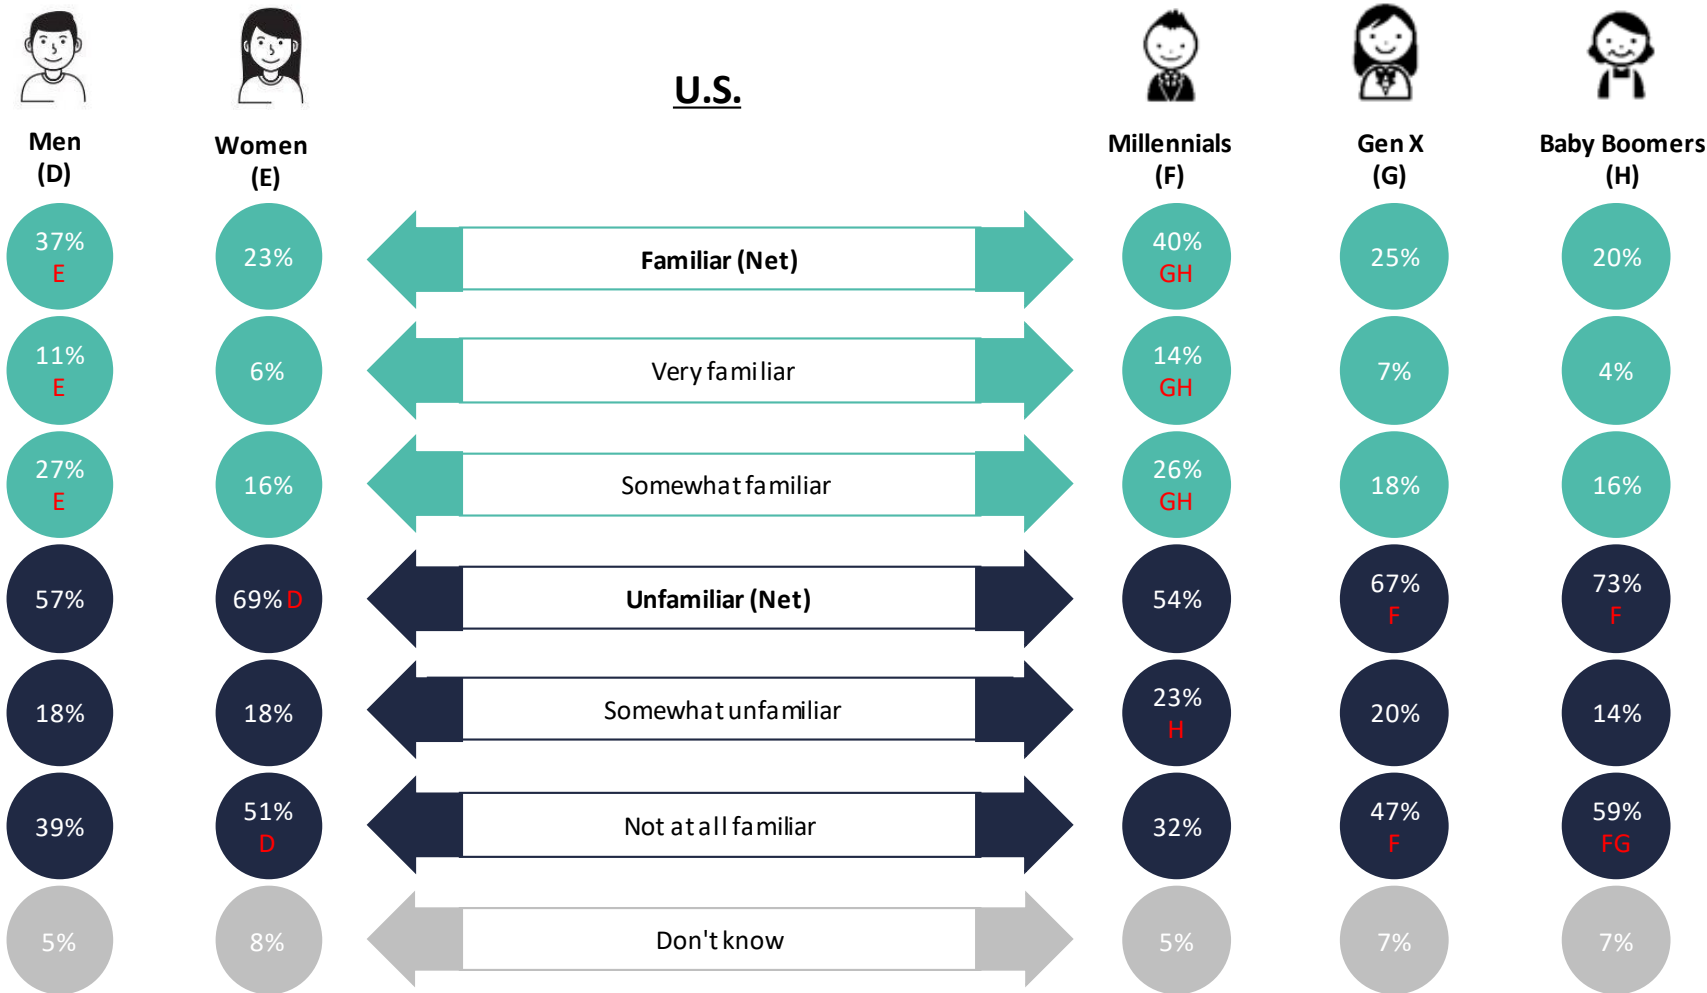 U.S.
Men
(D)
Women
(E)
Millennials
(F)
Gen X
(G)
Baby Boomers
(H)
37%
E
23%
Familiar (Net)
40%
GH
25%
20%
11%
E
6%
Very familiar
14%
GH
7%
4%
27%
E
16%
Somewhat familiar
26%
GH
18%
16%
57%
69% D
Unfamiliar (Net)
54%
67%
F
73%
F
18%
18%
Somewhat unfamiliar
23%
H
20%
14%
39%
51%
D
Not at all familiar
32%
47%
F
59%
FG
5%
8%
Don't know
5%
7%
7%